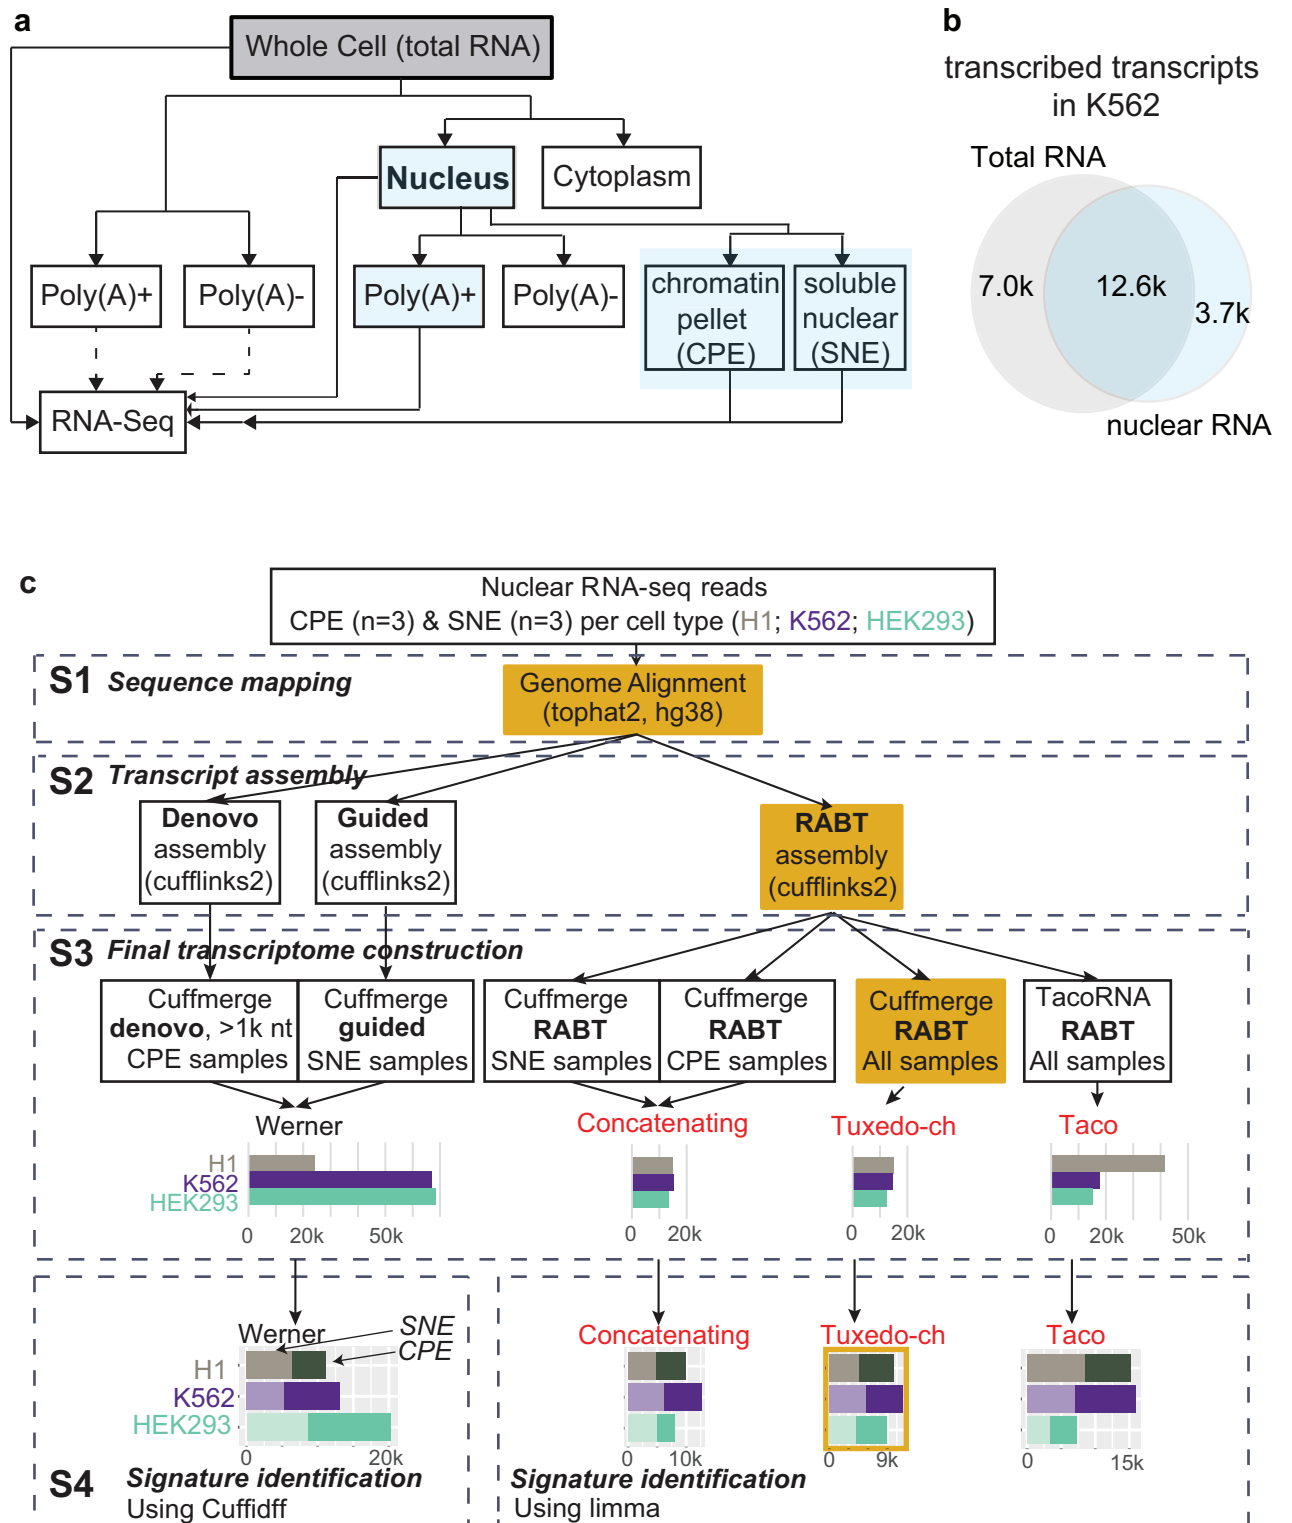 a
Whole Cell (total RNA)
Nucleus
Cytoplasm
Poly(A)+
Poly(A)-
Poly(A)+
Poly(A)-
chromatin
pellet
(CPE)
soluble
nuclear
(SNE)
RNA-Seq
b
transcribed transcripts
in K562
Total RNA
7.0k
12.6k
3.7k
nuclear RNA
c
Nuclear RNA-seq reads
CPE (n=3) & SNE (n=3) per cell type (H1; K562; HEK293)
S1 Sequence mapping
Genome Alignment
(tophat2, hg38)
S2 Transcript assembly
Denovo
assembly
(cufflinks2)
Guided
assembly
(cufflinks2)
RABT
assembly
(cufflinks2)
S3 Final transcriptome construction
Cuffmerge
denovo, >1k nt
CPE samples
Cuffmerge
guided
SNE samples
Cuffmerge
RABT
SNE samples
Cuffmerge
RABT
CPE samples
Cuffmerge
RABT
All samples
TacoRNA
RABT
All samples
Werner
Concatenating
Tuxedo-ch
Taco
H1
K562
HEK293
0 20k 50k
0 20k
0 20k
0 20k 50k
Werner
SNE
CPE
Concatenating
Tuxedo-ch
Taco
H1
K562
HEK293
0 20k
0 10k
0 9k
0 15k
S4 Signature identification
Using Cuffidff
Signature identification
Using limma